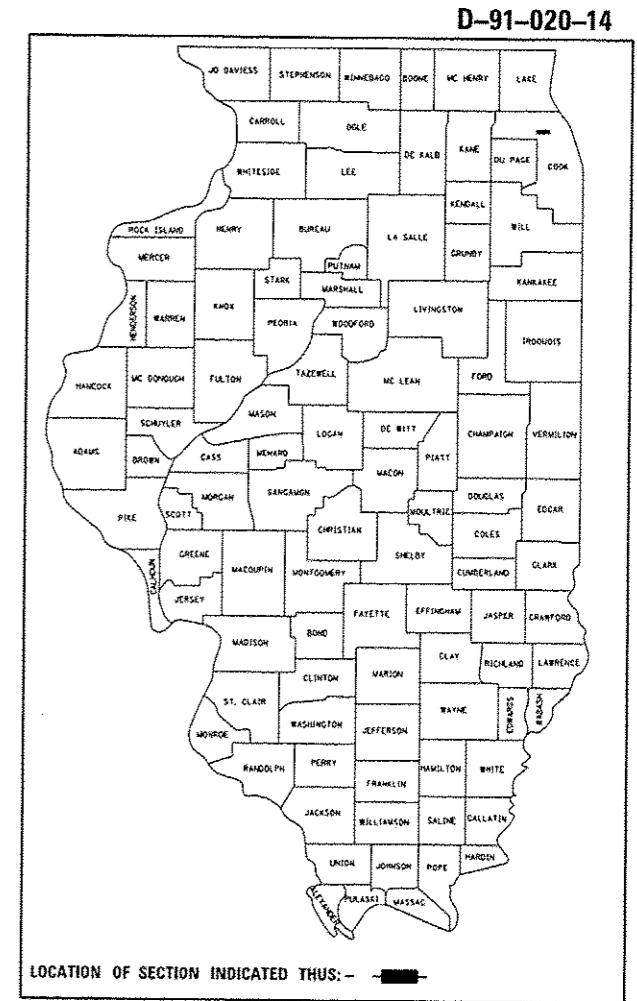 D-91-020-14
JO DAVIESS STEPHENSON WINNEBAGO BOONE MC HENRY LAKE
CARROLL OGLE DE KALB KANE DU PAGE COOK
WHITESIDE LEE
KENDALL
ROCK ISLAND HENRY BUREAU LA SALLE GRUNDY WILL
MERCER PUTNAM
STARK MARSHALL KANKAKEE
HENDERSON WARREN KNOX PEORIA WOODFORD LIVINGSTON IROQUOIS
HANCOCK MC DONOUGH FULTON TAZEWELL MC LEAN FORD
MASON
SCHUYLER LOGAN DE WITT CHAMPAIGN VERMILION
ADAMS BROWN CASS MENARD MACON PIATT
MORGAN SANGAMON DOUGLAS EDGAR
PIKE SCOTT CHRISTIAN MOULTRIE COLES
CALHOUN GREENE MACOUPIN MONTGOMERY SHELBY CUMBERLAND CLARK
JERSEY FAYETTE EFFINGHAM JASPER CRAWFORD
MADISON BOND
CLAY RICHLAND LAWRENCE
CLINTON MARION
ST. CLAIR WAYNE EDWARDS WABASH
WASHINGTON JEFFERSON
MONROE
RANDOLPH PERRY HAMILTON WHITE
FRANKLIN
JACKSON WILLIAMSON SALINE GALLATIN
UNION JOHNSON POPE HARDIN
ALEXANDER PULASKI MASSAC
LOCATION OF SECTION INDICATED THUS: -